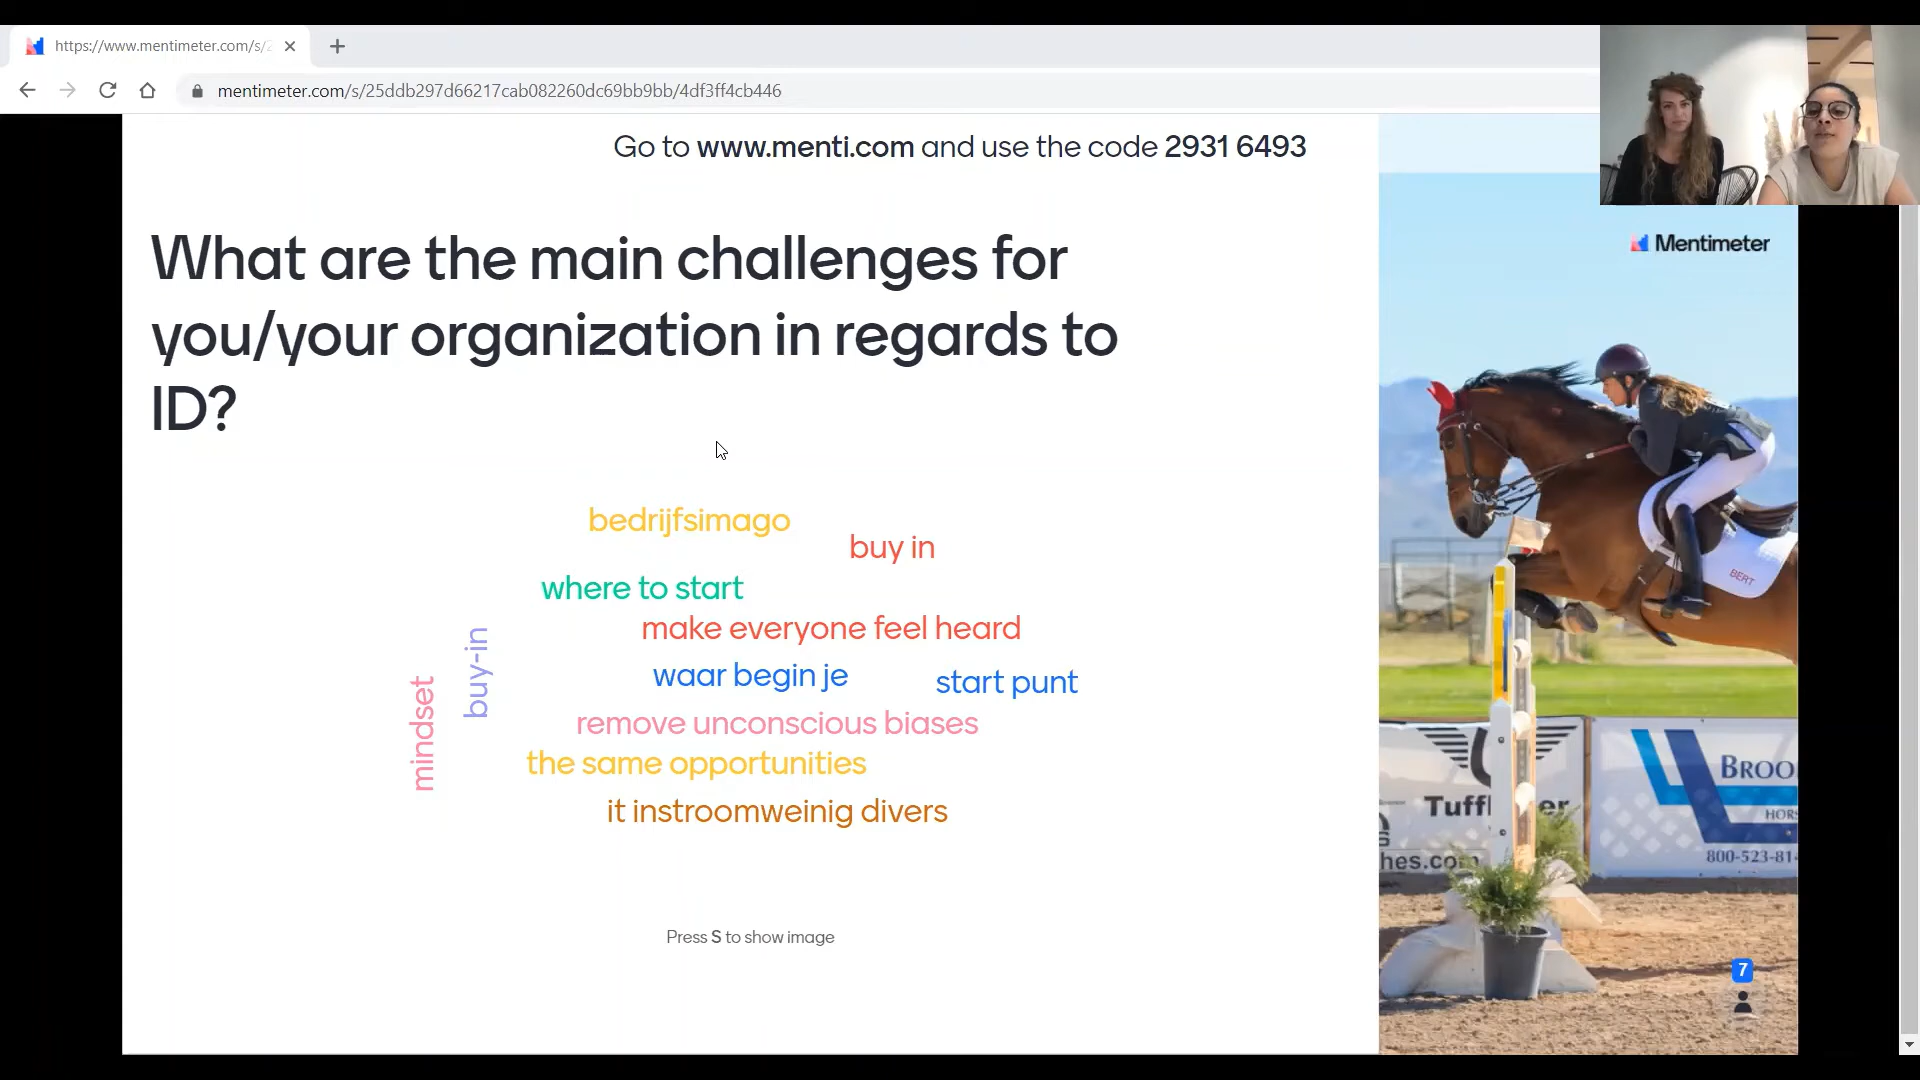 https://www.mentimeter.com/s/2
mentimeter.com/s/25ddb297d66217cab082260dc69bb9bb/4df3ff4cb446
Go to www.menti.com and use the code 2931 6493
Mentimeter
What are the main challenges for
you/your organization in regards to
ID?
bedrijfsimago
buy in
where to start
make everyone feel heard
buy-in
mindset
waar begin je
start punt
remove unconscious biases
the same opportunities
it instroomweinig divers
Press S to show image
BERT
BROO
HORS
800-523-81
hes.com
7